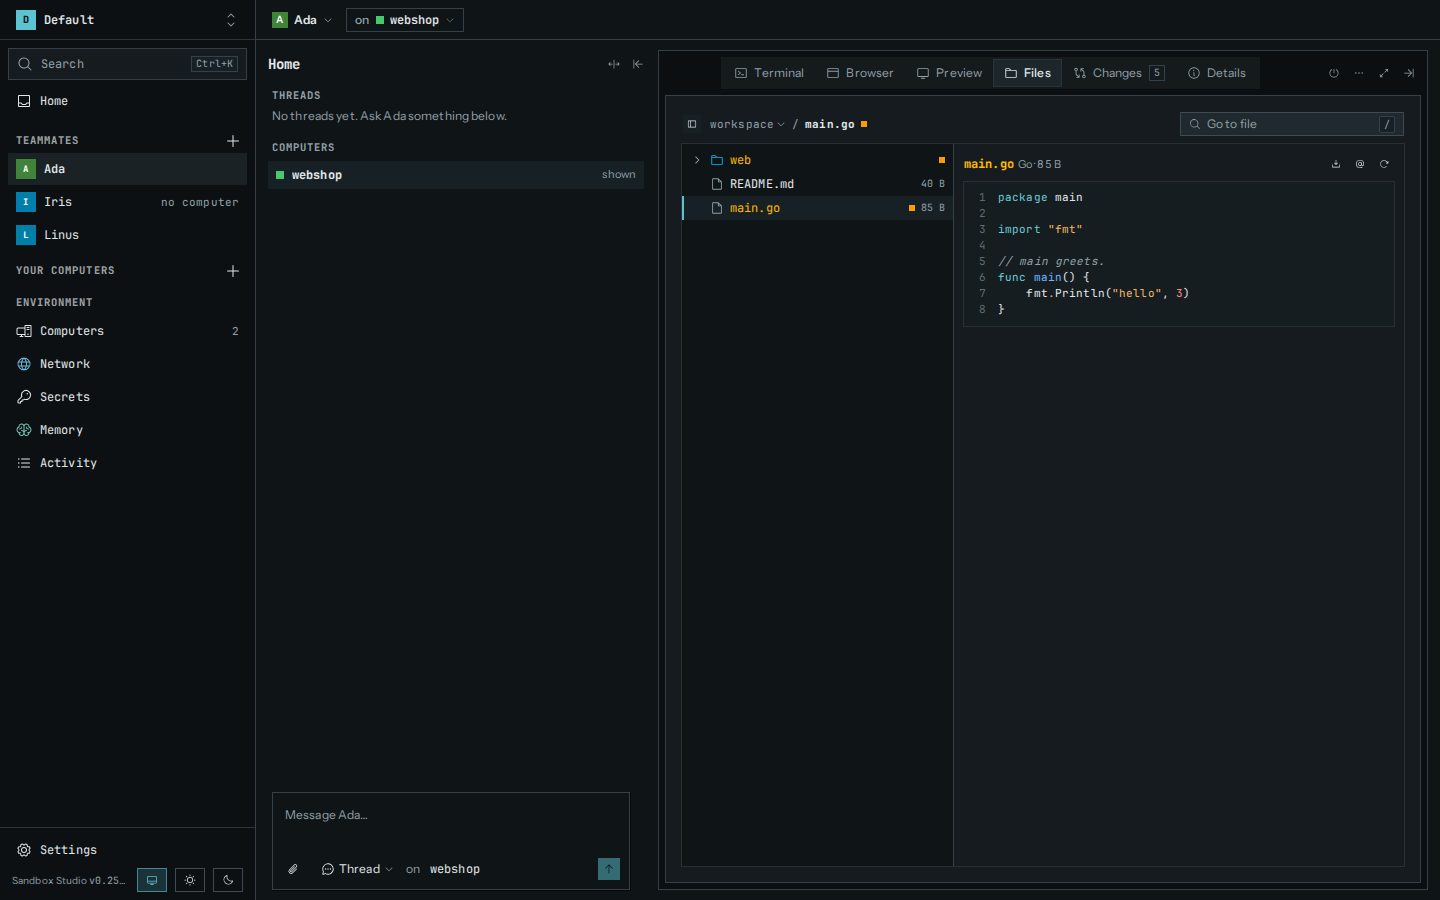 D Default
Search Ctrl+K
Home
TEAMMATES
A Ada
I Iris no computer
L Linus
YOUR COMPUTERS
ENVIRONMENT
Computers 2
Network
Secrets
Memory
Activity
Settings
Sandbox Studio v0.25…
A Ada on webshop
Home
THREADS
No threads yet. Ask Ada something below.
COMPUTERS
webshop shown
Message Ada…
Thread on webshop
Terminal Browser Preview Files Changes 5 Details
workspace / main.go
Go to file /
web
README.md 40 B
main.go 85 B
main.go Go · 85 B
1 package main
2
3 import "fmt"
4
5 // main greets.
6 func main() {
7 fmt.Println("hello", 3)
8 }